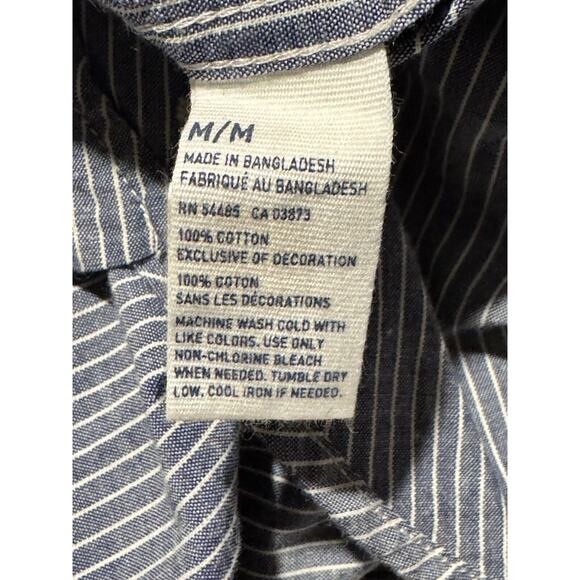 M/M
MADE IN BANGLADESH
FABRIQUÉ AU BANGLADESH
RN 54485 CA 03873
100% COTTON
EXCLUSIVE OF DECORATION
100% COTON
SANS LES DÉCORATIONS
MACHINE WASH COLD WITH
LIKE COLORS. USE ONLY
NON-CHLORINE BLEACH
WHEN NEEDED. TUMBLE DRY
LOW. COOL IRON IF NEEDED.